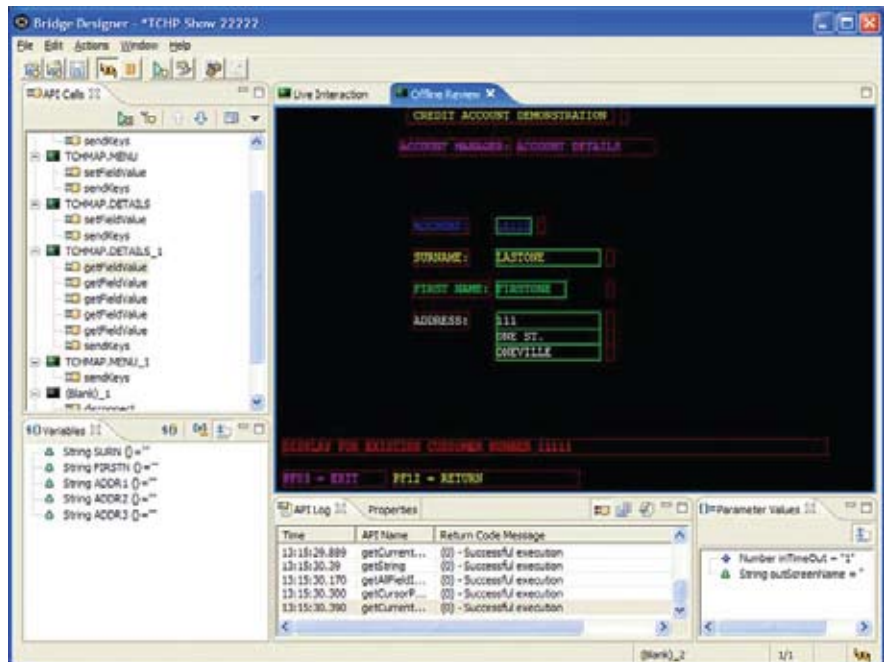 Bridge Designer - *TCHP Show 22222
File Edit Actions Window Help
API Calls
sendKeys
TCHMAP.MENU
setFieldValue
sendKeys
TCHMAP.DETAILS
setFieldValue
sendKeys
TCHMAP.DETAILS_1
getFieldValue
getFieldValue
getFieldValue
getFieldValue
getFieldValue
sendKeys
TCHMAP.MENU_1
sendKeys
(Blank)_1
disconnect
Variables
String SURN ()=""
String FIRSTN ()=""
String ADDR1 ()=""
String ADDR2 ()=""
String ADDR3 ()=""
Live Interaction
Offline Review
CREDIT ACCOUNT DEMONSTRATION
ACCOUNT MANAGER: ACCOUNT DETAILS
ACCOUNT: 11111
SURNAME: LASTONE
FIRST NAME: FIRSTONE
ADDRESS: 111
ONE ST.
ONEVILLE
DISPLAY FOR EXISTING CUSTOMER NUMBER 11111
PF03 = EXIT PF12 = RETURN
API Log Properties
Time API Name Return Code Message
13:15:29.889 getCurrent... (0) - Successful execution
13:15:30.39 getString (0) - Successful execution
13:15:30.170 getAllFieldI... (0) - Successful execution
13:15:30.300 getCursorP... (0) - Successful execution
13:15:30.390 getCurrent... (0) - Successful execution
Parameter Values
Number inTimeOut = "1"
String outScreenName = "
(Blank)_2 1/1